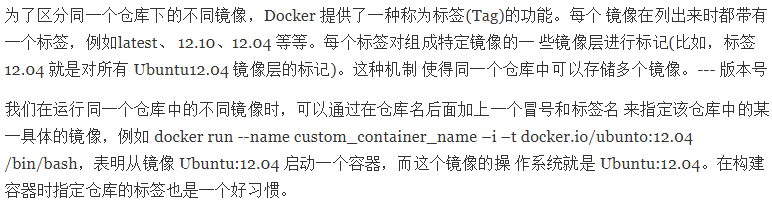 为了区分同一个仓库下的不同镜像，Docker 提供了一种称为标签(Tag)的功能。每个 镜像在列出来时都带有
一个标签，例如latest、 12.10、12.04 等等。每个标签对组成特定镜像的一 些镜像层进行标记(比如，标签
12.04 就是对所有 Ubuntu12.04 镜像层的标记)。这种机制 使得同一个仓库中可以存储多个镜像。--- 版本号
我们在运行同一个仓库中的不同镜像时，可以通过在仓库名后面加上一个冒号和标签名 来指定该仓库中的某
一具体的镜像，例如 docker run --name custom_container_name –i –t docker.io/ubunto:12.04
/bin/bash，表明从镜像 Ubuntu:12.04 启动一个容器，而这个镜像的操 作系统就是 Ubuntu:12.04。在构建
容器时指定仓库的标签也是一个好习惯。